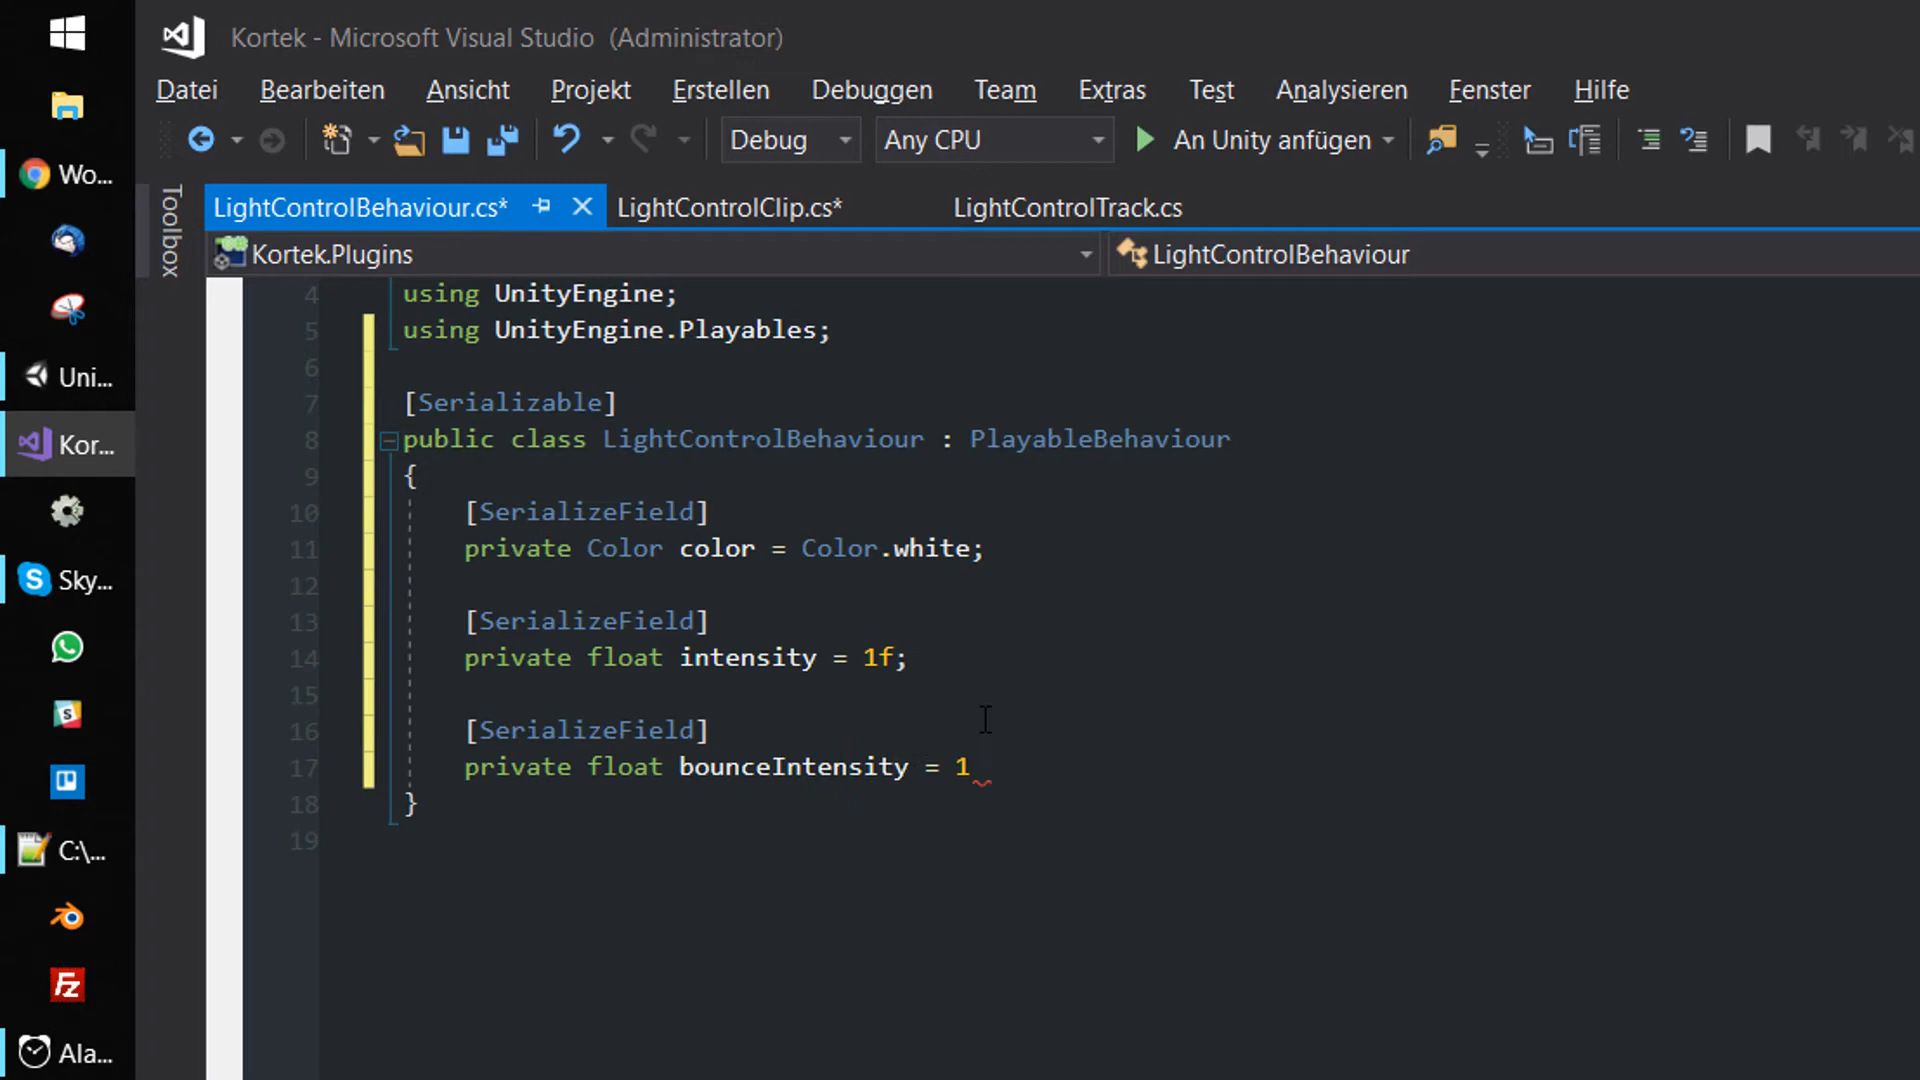 Kortek - Microsoft Visual Studio (Administrator)
Datei Bearbeiten Ansicht Projekt Erstellen Debuggen Team Extras Test Analysieren Fenster Hilfe
Debug Any CPU An Unity anfügen
Wo...
Uni...
Kor...
Sky...
C:\...
Ala...
Toolbox
LightControlBehaviour.cs* LightControlClip.cs* LightControlTrack.cs
Kortek.Plugins LightControlBehaviour
4 using UnityEngine;
5 using UnityEngine.Playables;
6
7 [Serializable]
8 public class LightControlBehaviour : PlayableBehaviour
9 {
10 [SerializeField]
11 private Color color = Color.white;
12
13 [SerializeField]
14 private float intensity = 1f;
15
16 [SerializeField]
17 private float bounceIntensity = 1
18 }
19